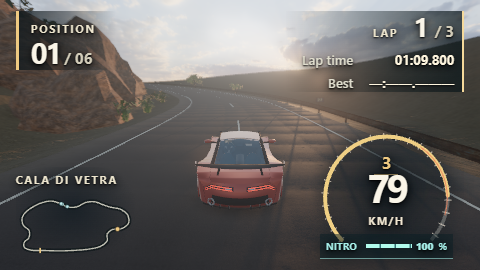 POSITION
01 / 06
LAP 1 / 3
Lap time 01:09.800
Best --:--.---
CALA DI VETRA
3
79
KM/H
NITRO 100 %